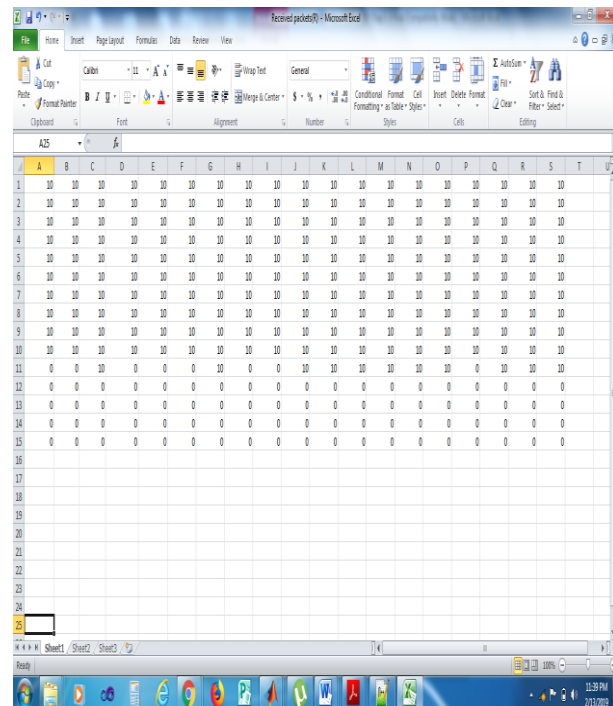 Received packets(R) - Microsoft Excel
File Home Insert Page Layout Formulas Data Review View
Cut
Copy
Format Painter
Paste
Calibri 11
B I U
Wrap Text
Merge & Center
General
$ % ,
Conditional Formatting Format as Table Cell Styles
Insert Delete Format
Σ AutoSum
Fill
Clear
Sort & Filter Find & Select
Clipboard Font Alignment Number Styles Cells Editing
A25 fx
A B C D E F G H I J K L M N O P Q R S T U
1 10 10 10 10 10 10 10 10 10 10 10 10 10 10 10 10 10 10 10
2 10 10 10 10 10 10 10 10 10 10 10 10 10 10 10 10 10 10 10
3 10 10 10 10 10 10 10 10 10 10 10 10 10 10 10 10 10 10 10
4 10 10 10 10 10 10 10 10 10 10 10 10 10 10 10 10 10 10 10
5 10 10 10 10 10 10 10 10 10 10 10 10 10 10 10 10 10 10 10
6 10 10 10 10 10 10 10 10 10 10 10 10 10 10 10 10 10 10 10
7 10 10 10 10 10 10 10 10 10 10 10 10 10 10 10 10 10 10 10
8 10 10 10 10 10 10 10 10 10 10 10 10 10 10 10 10 10 10 10
9 10 10 10 10 10 10 10 10 10 10 10 10 10 10 10 10 10 10 10
10 10 10 10 10 10 10 10 10 10 10 10 10 10 10 10 10 10 10 10
11 0 0 10 0 0 0 10 0 0 10 10 10 10 10 10 0 10 10 10
12 0 0 0 0 0 0 0 0 0 0 0 0 0 0 0 0 0 0 0
13 0 0 0 0 0 0 0 0 0 0 0 0 0 0 0 0 0 0 0
14 0 0 0 0 0 0 0 0 0 0 0 0 0 0 0 0 0 0 0
15 0 0 0 0 0 0 0 0 0 0 0 0 0 0 0 0 0 0 0
16
17
18
19
20
21
22
23
24
25
Sheet1 Sheet2 Sheet3
Ready 100%
11:39 PM
2/13/2019